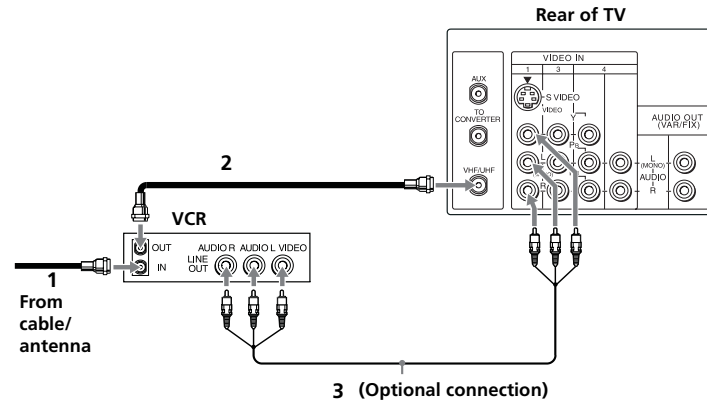 Rear of TV
VIDEO IN
1 3 4
AUX
S VIDEO
TO
CONVERTER
VIDEO
Y
AUDIO OUT
(VAR/FIX)
2
VHF/UHF
L
PB
L
(MONO)
AUDIO
R
R
VCR
OUT
AUDIO R AUDIO L VIDEO
LINE
OUT
IN
1
From
cable/
antenna
3 (Optional connection)